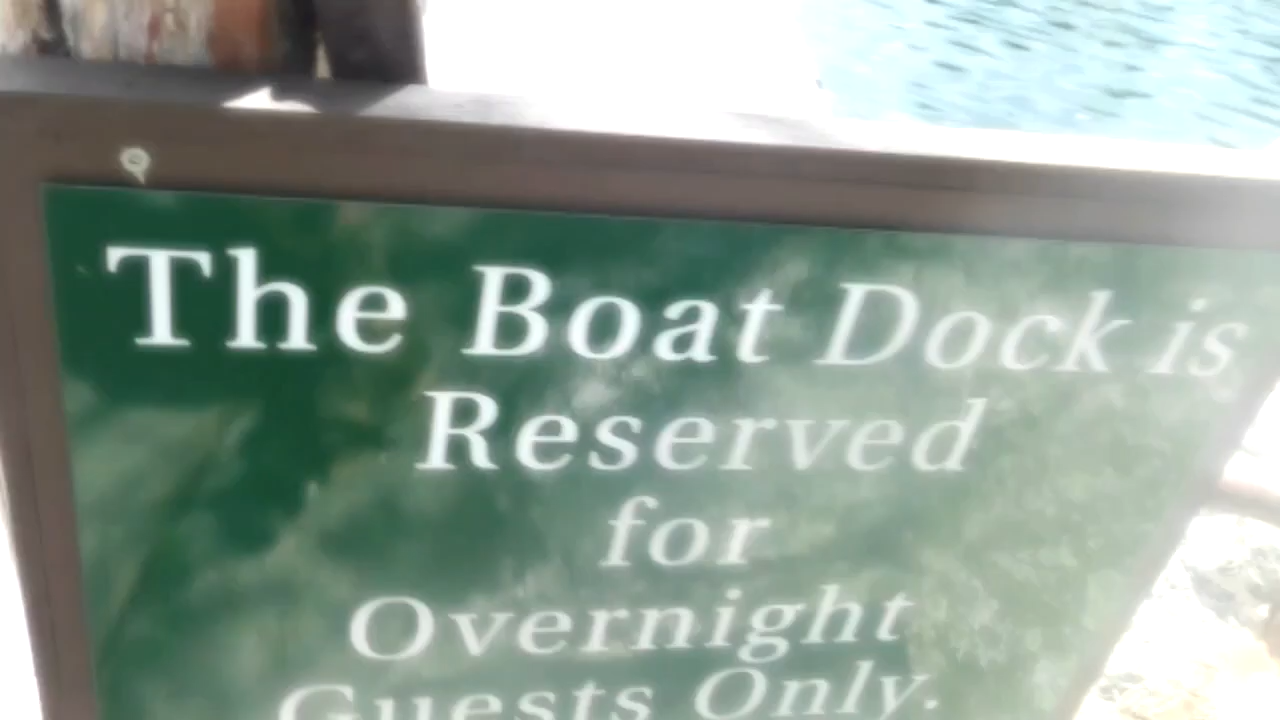 The Boat Dock is
Reserved
for
Overnight
Guests Only.